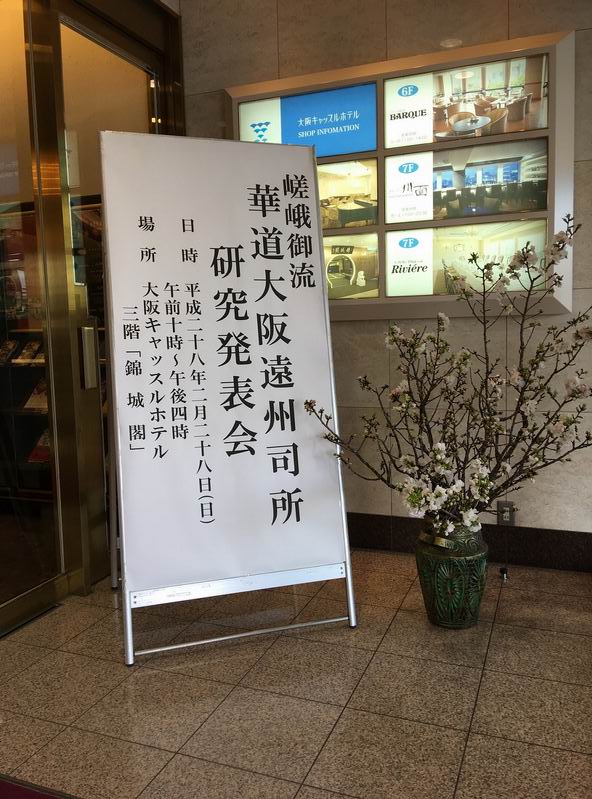 嵯峨御流
華道大阪遠州司所
研究発表会
日時 平成二十八年二月二十八日(日)
午前十時～午後四時
場所 大阪キャッスルホテル
三階「錦城閣」
大阪キャッスルホテル
SHOP INFOMATION
6F
BARQUE
7F
7F
Riviére